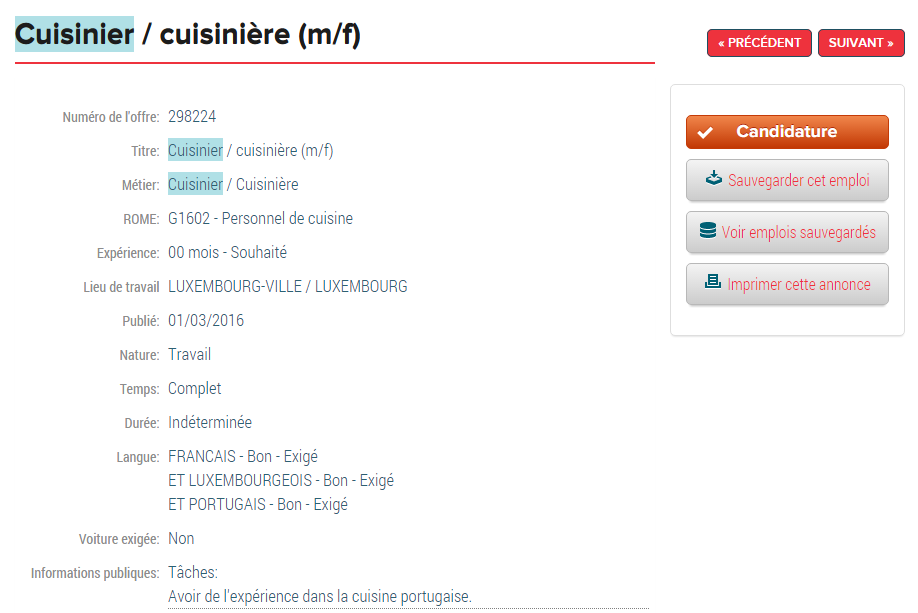 Cuisinier / cuisinière (m/f)
« PRÉCÉDENT
SUIVANT »
Numéro de l'offre: 298224
Titre: Cuisinier / cuisinière (m/f)
Métier: Cuisinier / Cuisinière
ROME: G1602 - Personnel de cuisine
Expérience: 00 mois - Souhaité
Lieu de travail LUXEMBOURG-VILLE / LUXEMBOURG
Publié: 01/03/2016
Nature: Travail
Temps: Complet
Durée: Indéterminée
Langue: FRANCAIS - Bon - Exigé
ET LUXEMBOURGEOIS - Bon - Exigé
ET PORTUGAIS - Bon - Exigé
Voiture exigée: Non
Informations publiques: Tâches:
Avoir de l'expérience dans la cuisine portugaise.
Candidature
Sauvegarder cet emploi
Voir emplois sauvegardés
Imprimer cette annonce